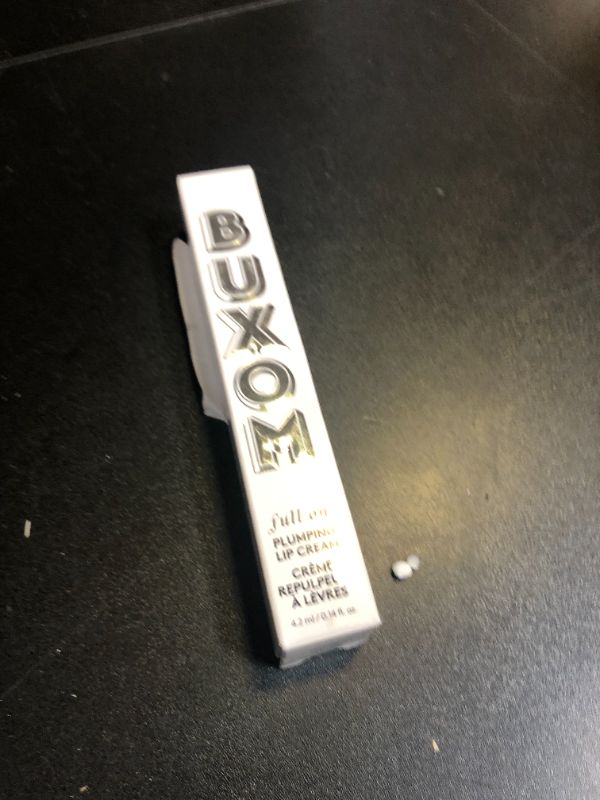 BUXOM
full on
PLUMPING
LIP CREAM
CRÈME
REPULPEL
À LÈVRES
4.2 ml / 0.14 fl. oz.